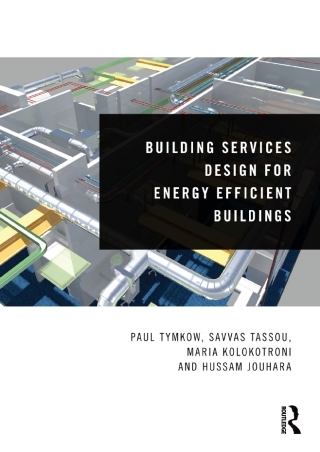 BUILDING SERVICES
DESIGN FOR
ENERGY EFFICIENT
BUILDINGS
PAUL TYMKOW, SAVVAS TASSOU,
MARIA KOLOKOTRONI
AND HUSSAM JOUHARA
ROUTLEDGE